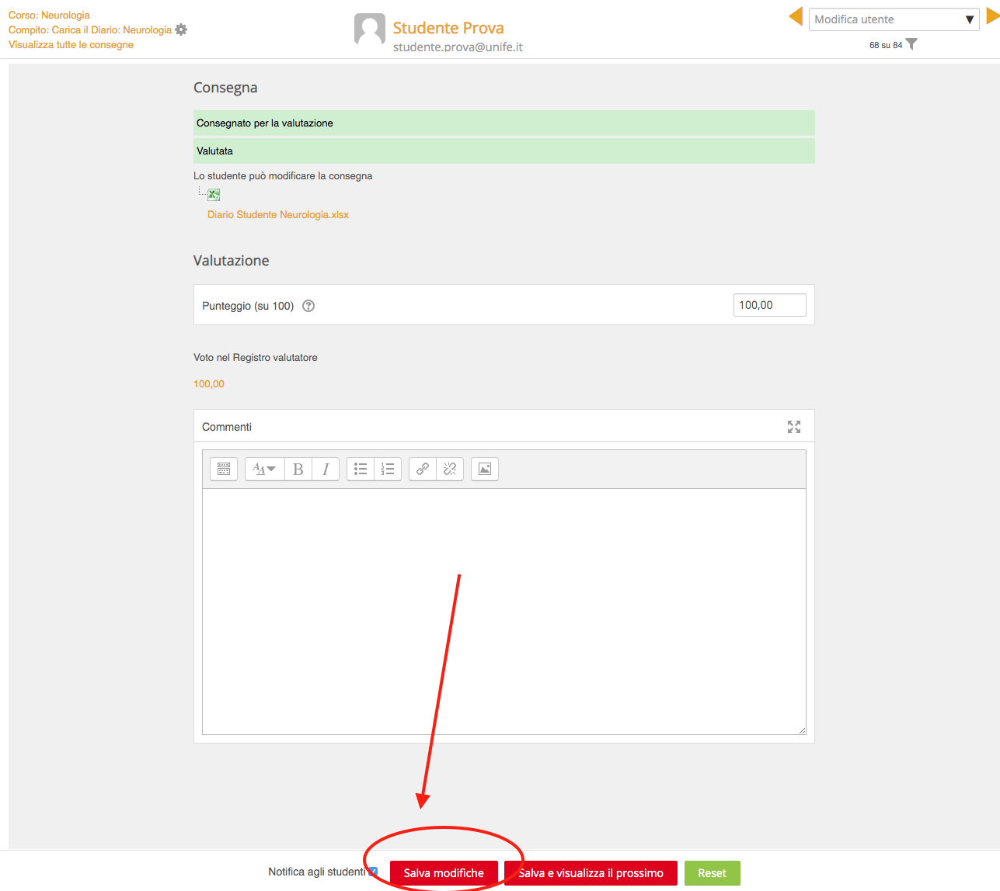 Corso: Neurologia
Compito: Carica il Diario: Neurologia
Visualizza tutte le consegne
Studente Prova
studente.prova@unife.it
Modifica utente
68 su 84
Consegna
Consegnato per la valutazione
Valutata
Lo studente può modificare la consegna
Diario Studente Neurologia.xlsx
Valutazione
Punteggio (su 100)
100,00
Voto nel Registro valutatore
100,00
Commenti
Notifica agli studenti
Salva modifiche
Salva e visualizza il prossimo
Reset